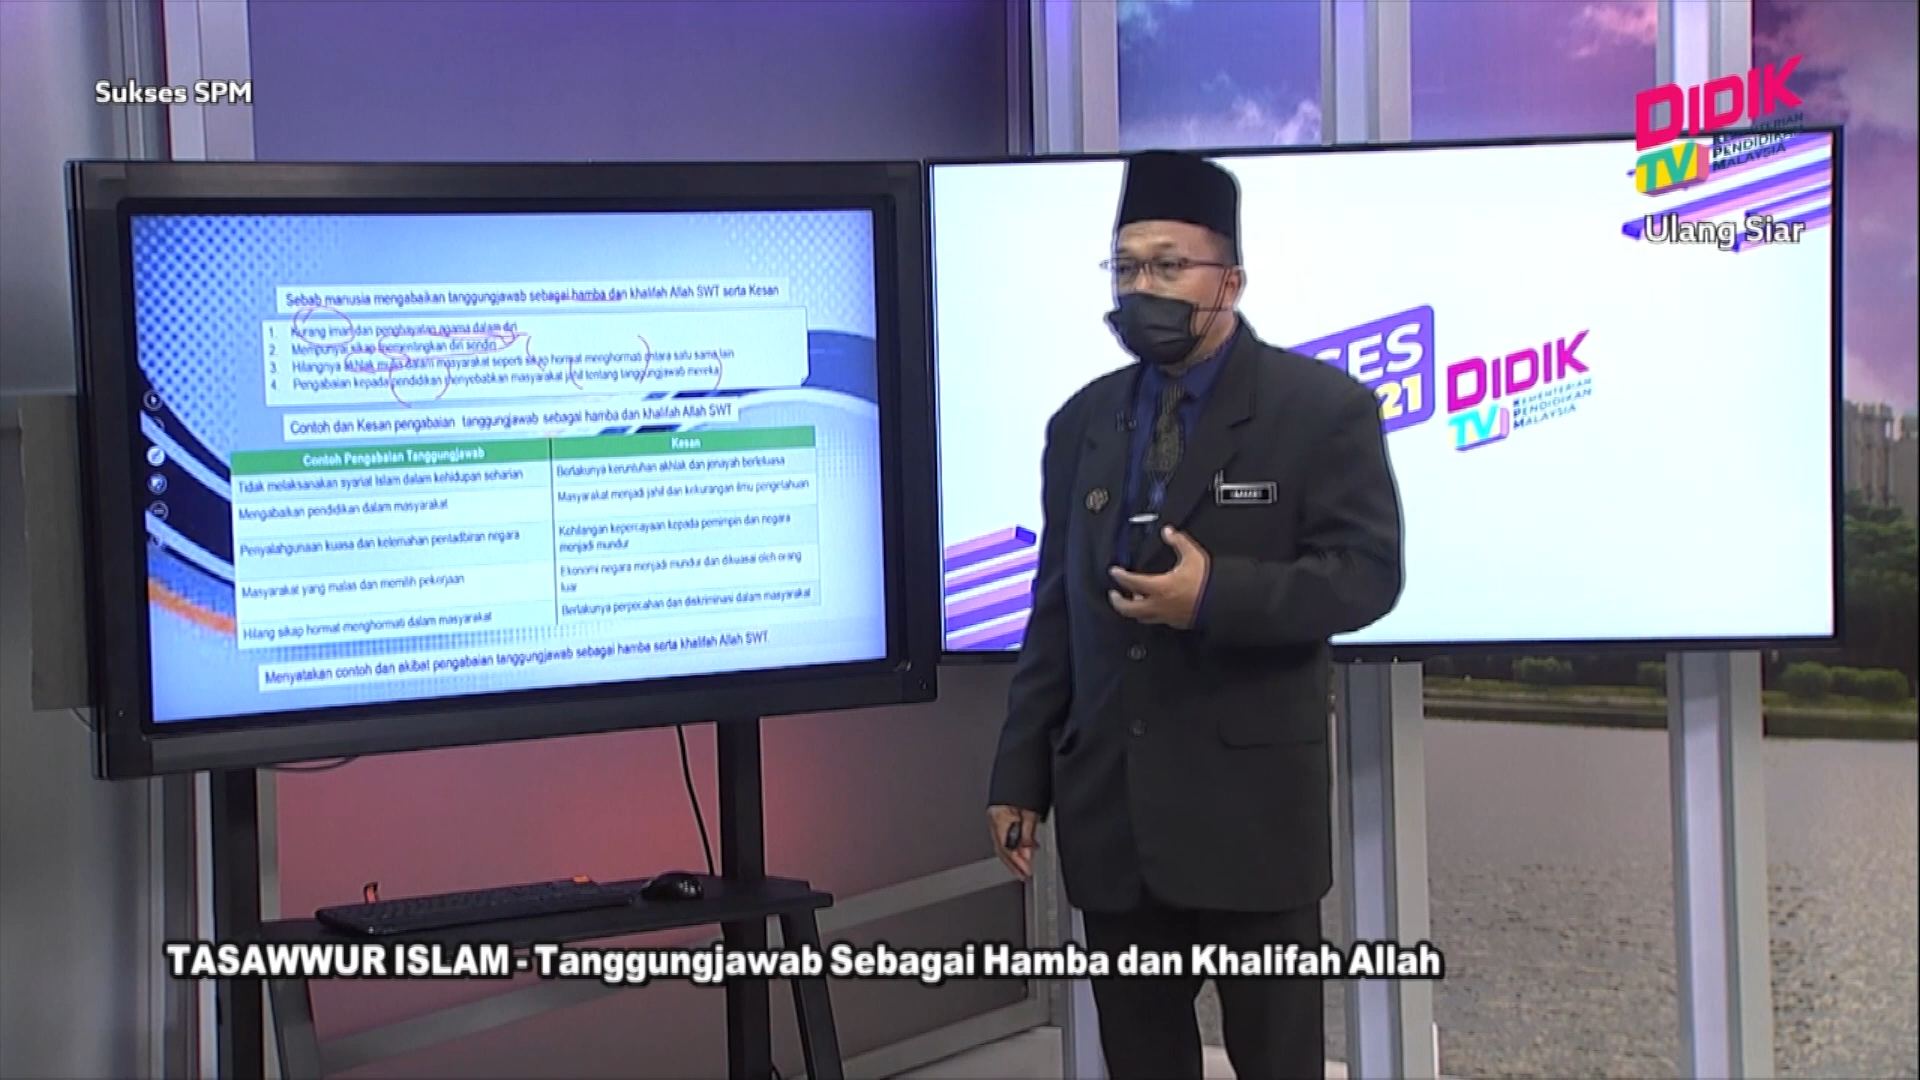 Sukses SPM
DIDIK
TV
KEMENTERIAN
PENDIDIKAN
MALAYSIA
Ulang Siar
Sebab manusia mengabaikan tanggungjawab sebagai hamba dan khalifah Allah SWT serta Kesan
1. Kurang iman dan penghayatan agama dalam diri
2. Mempunyai sikap mementingkan diri sendiri
3. Hilangnya akhlak mulia dalam masyarakat seperti sikap hormat menghormati antara satu sama lain
4. Pengabaian kepada pendidikan menyebabkan masyarakat jahil tentang tanggungjawab mereka
Contoh dan Kesan pengabaian tanggungjawab sebagai hamba dan khalifah Allah SWT
Contoh Pengabaian Tanggungjawab
Kesan
Tidak melaksanakan syariat Islam dalam kehidupan seharian
Berlakunya keruntuhan akhlak dan jenayah berleluasa
Mengabaikan pendidikan dalam masyarakat
Masyarakat menjadi jahil dan kekurangan ilmu pengetahuan
Penyalahgunaan kuasa dan kelemahan pentadbiran negara
Kehilangan kepercayaan kepada pemimpin dan negara
menjadi mundur
Masyarakat yang malas dan memilih pekerjaan
Ekonomi negara menjadi mundur dan dikuasai oleh orang
luar
Hilang sikap hormat menghormati dalam masyarakat
Berlakunya perpecahan dan diskriminasi dalam masyarakat
Menyatakan contoh dan akibat pengabaian tanggungjawab sebagai hamba serta khalifah Allah SWT.
SES
21
DIDIK
TV
KEMENTERIAN
PENDIDIKAN
MALAYSIA
TASAWWUR ISLAM - Tanggungjawab Sebagai Hamba dan Khalifah Allah